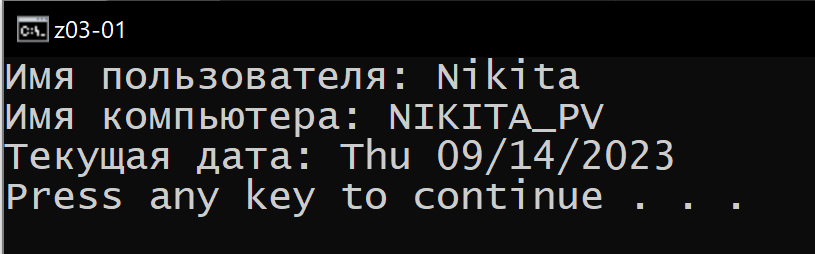 z03-01
Имя пользователя: Nikita
Имя компьютера: NIKITA_PV
Текущая дата: Thu 09/14/2023
Press any key to continue . . .